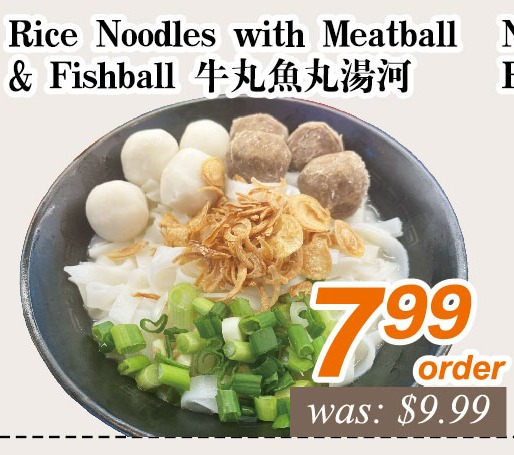 Rice Noodles with Meatball
& Fishball 牛丸魚丸湯河
7.99
order
was: $9.99